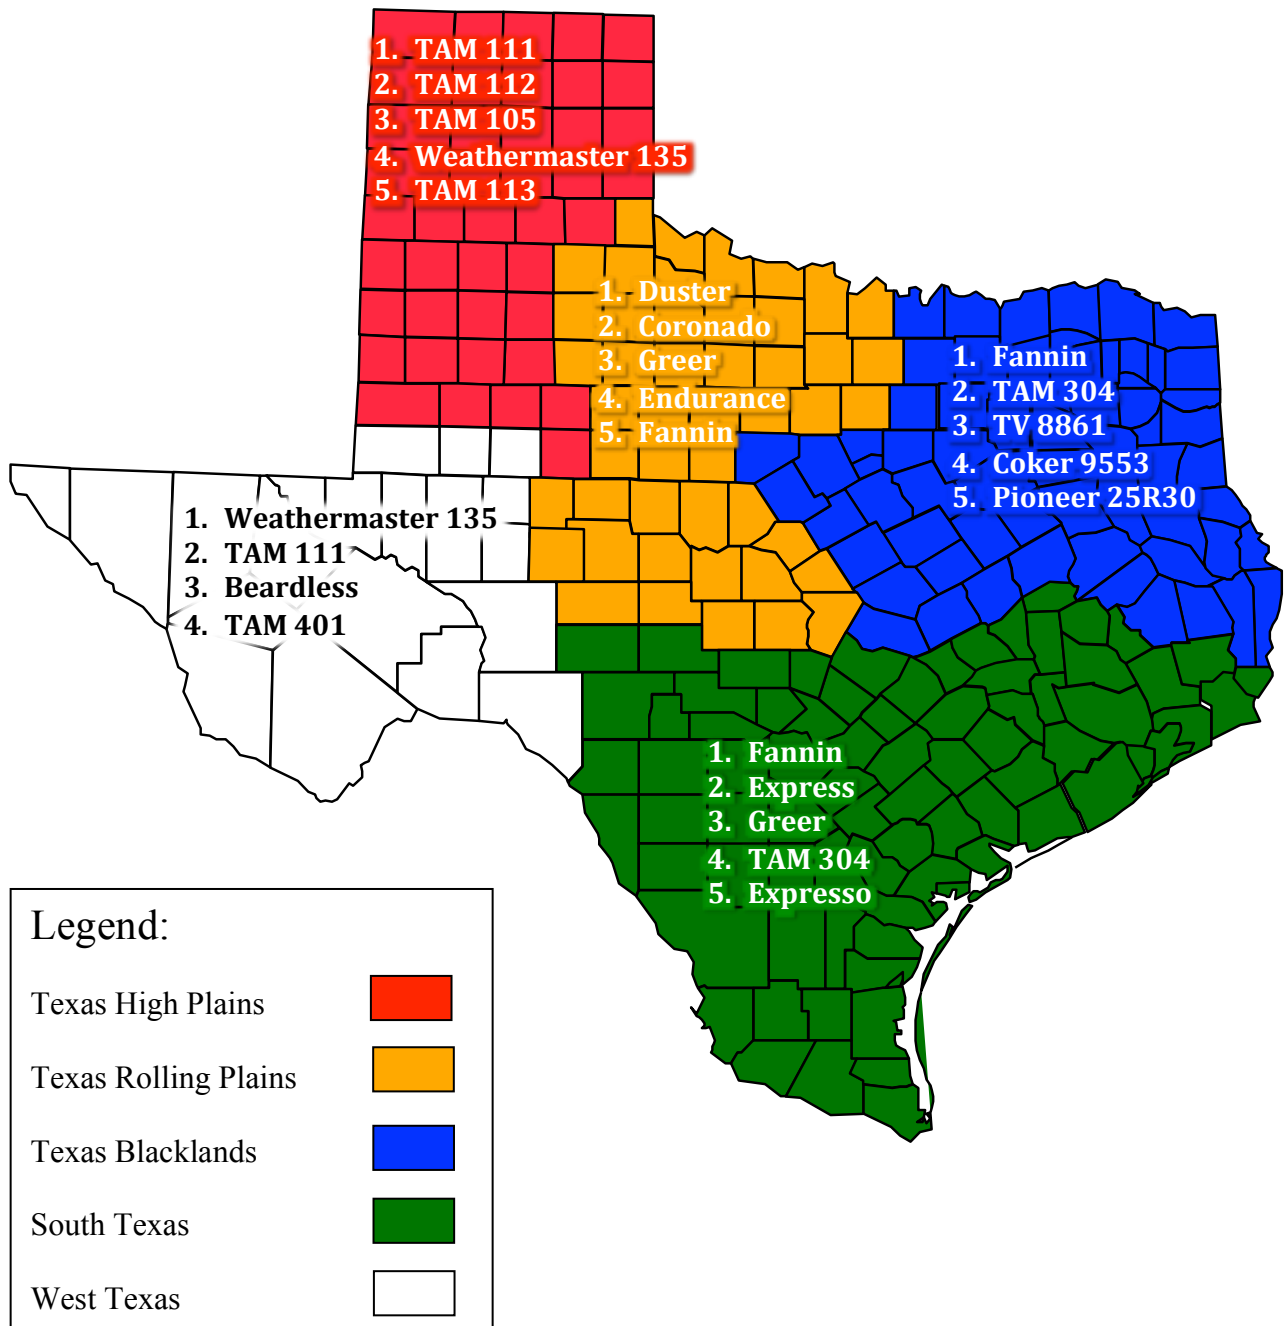 1. TAM 111
2. TAM 112
3. TAM 105
4. Weathermaster 135
5. TAM 113
1. Duster
2. Coronado
3. Greer
4. Endurance
5. Fannin
1. Fannin
2. TAM 304
3. TV 8861
4. Coker 9553
5. Pioneer 25R30
1. Weathermaster 135
2. TAM 111
3. Beardless
4. TAM 401
1. Fannin
2. Express
3. Greer
4. TAM 304
5. Expresso
Legend:
Texas High Plains
Texas Rolling Plains
Texas Blacklands
South Texas
West Texas